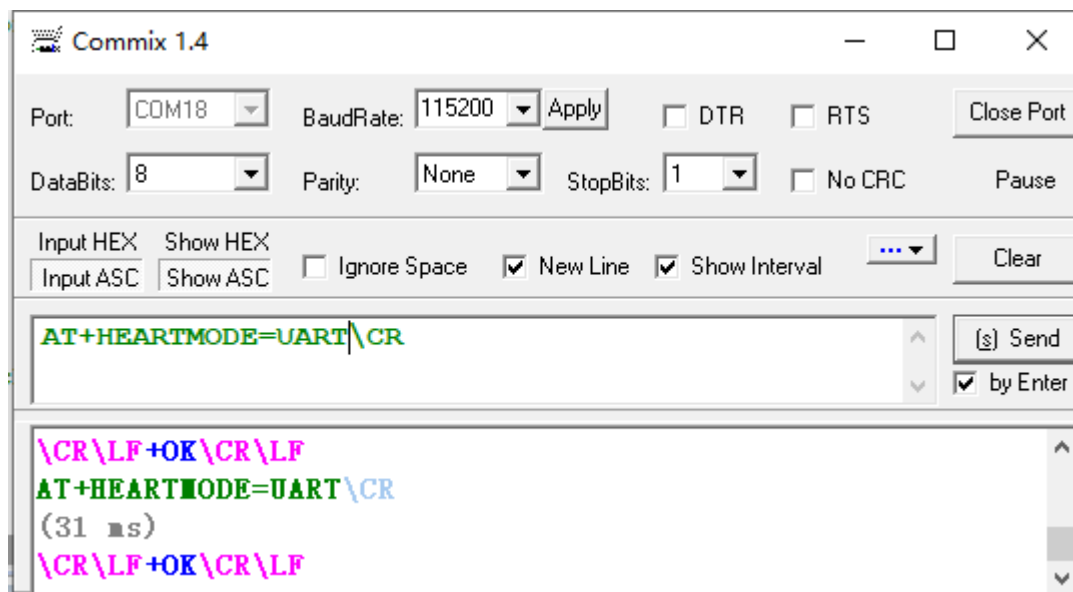 Commix 1.4
Port: COM18 BaudRate: 115200 Apply DTR RTS Close Port
DataBits: 8 Parity: None StopBits: 1 No CRC Pause
Input HEX Show HEX
Input ASC Show ASC Ignore Space New Line Show Interval ... Clear
AT+HEARTMODE=UART\CR (s) Send
by Enter
\CR\LF+OK\CR\LF
AT+HEARTMODE=UART\CR
(31 ms)
\CR\LF+OK\CR\LF